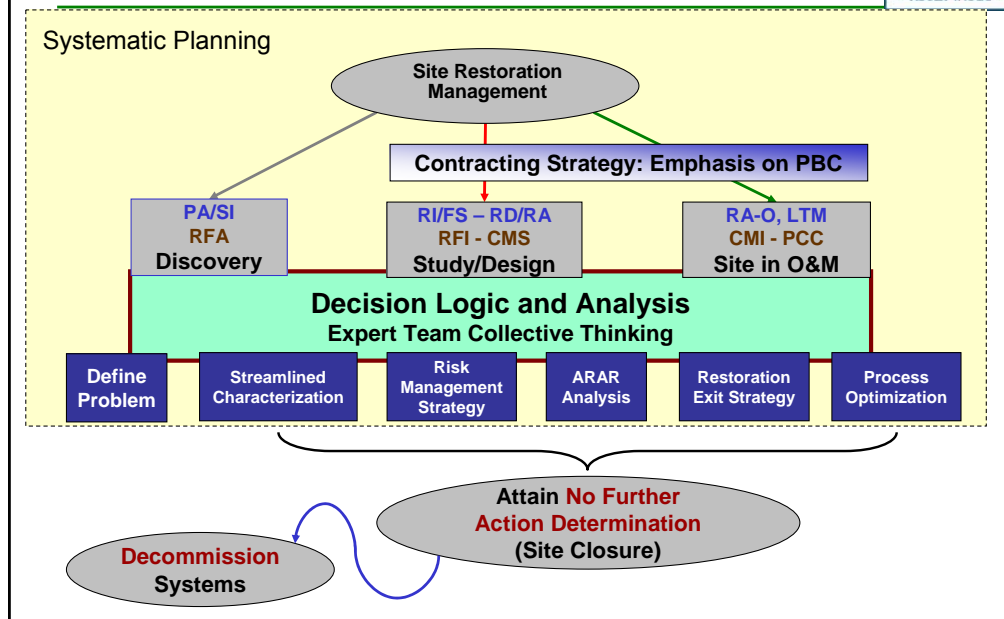 Systematic Planning
Site Restoration
Management
Contracting Strategy: Emphasis on PBC
PA/SI
RFA
Discovery
RI/FS – RD/RA
RFI - CMS
Study/Design
RA-O, LTM
CMI - PCC
Site in O&M
Decision Logic and Analysis
Expert Team Collective Thinking
Define
Problem
Streamlined
Characterization
Risk
Management
Strategy
ARAR
Analysis
Restoration
Exit Strategy
Process
Optimization
Attain No Further
Action Determination
(Site Closure)
Decommission
Systems